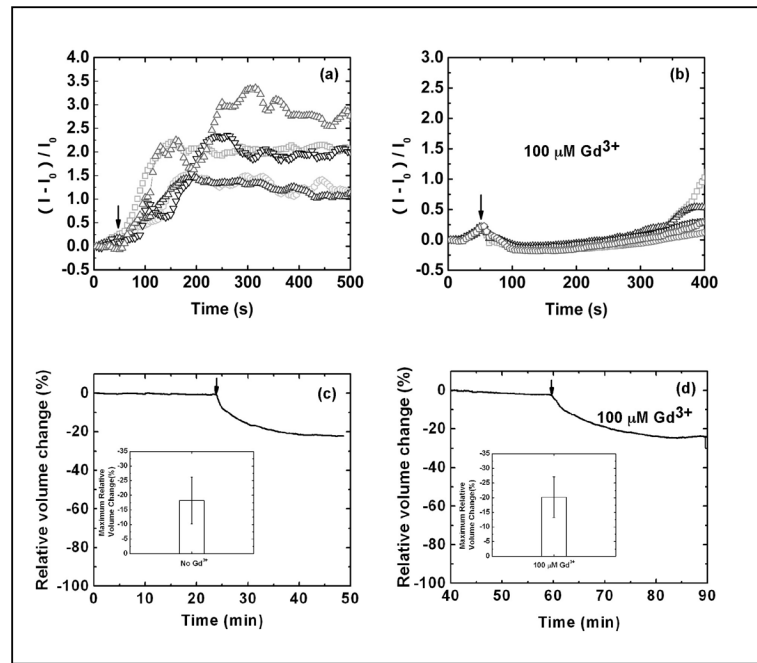 (a)
( I - I0 ) / I0
4.0
3.5
3.0
2.5
2.0
1.5
1.0
0.5
0.0
-0.5
0 100 200 300 400 500
Time (s)
(b)
100 µM Gd3+
( I - I0 ) / I0
3.0
2.5
2.0
1.5
1.0
0.5
0.0
-0.5
0 100 200 300 400
Time (s)
(c)
Relative volume change (%)
0
-20
-40
-60
-80
-100
0 10 20 30 40 50
Time (min)
Maximum Relative
Volume Change(%)
-35
-30
-25
-20
-15
-10
-5
0
No Gd3+
(d)
100 µM Gd3+
Relative volume change (%)
0
-20
-40
-60
-80
-100
40 50 60 70 80 90
Time (min)
Maximum Relative
Volume Change(%)
-35
-30
-25
-20
-15
-10
-5
0
100 µM Gd3+